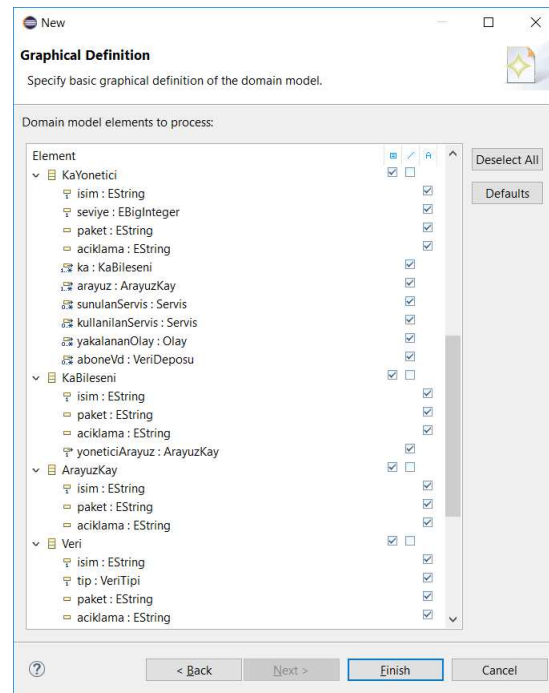 New
Graphical Definition
Specify basic graphical definition of the domain model.
Domain model elements to process:
Element
KaYonetici
isim : EString
seviye : EBigInteger
paket : EString
aciklama : EString
ka : KaBileseni
arayuz : ArayuzKay
sunulanServis : Servis
kullanilanServis : Servis
yakalananOlay : Olay
aboneVd : VeriDeposu
KaBileseni
isim : EString
paket : EString
aciklama : EString
yoneticiArayuz : ArayuzKay
ArayuzKay
isim : EString
paket : EString
aciklama : EString
Veri
isim : EString
tip : VeriTipi
paket : EString
aciklama : EString
Deselect All
Defaults
< Back Next > Finish Cancel